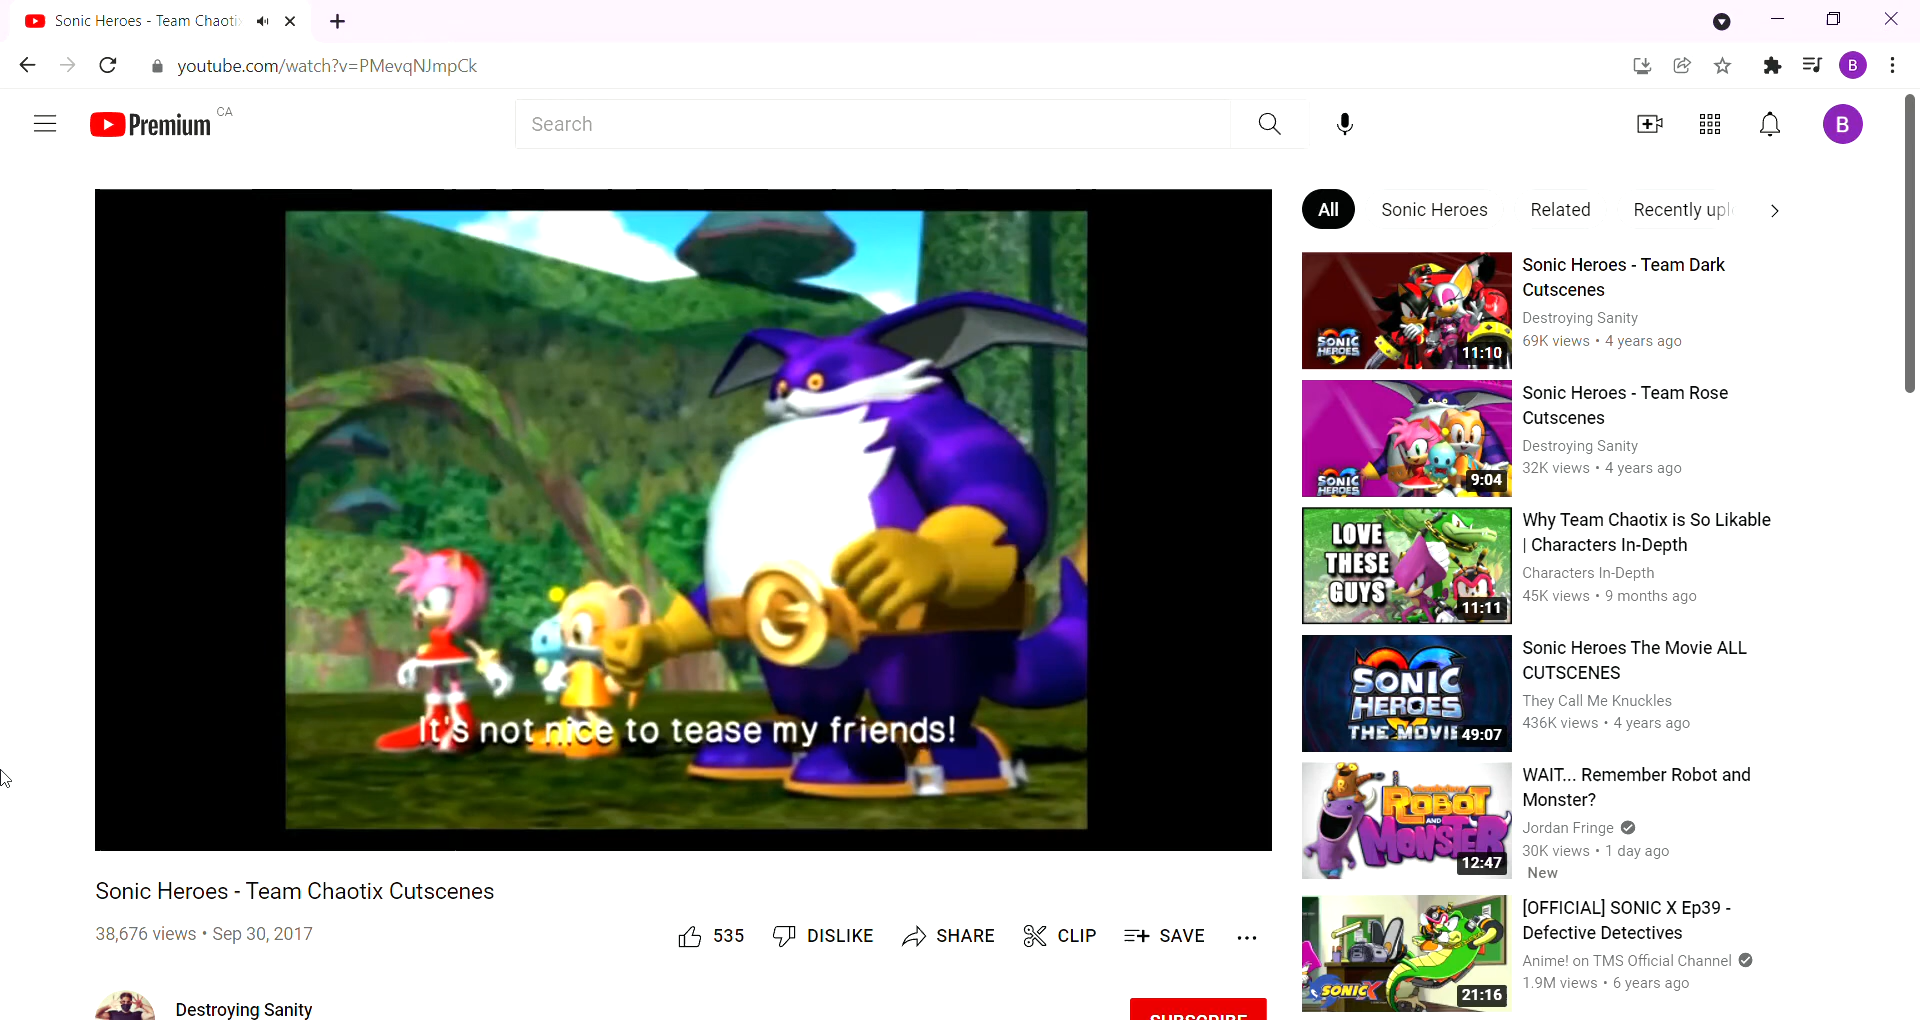 Sonic Heroes - Team Chaoti
youtube.com/watch?v=PMevqNJmpCk
B
Premium CA
Search
B
It's not nice to tease my friends!
Sonic Heroes - Team Chaotix Cutscenes
38,676 views • Sep 30, 2017
535 DISLIKE SHARE CLIP SAVE
Destroying Sanity
SUBSCRIBE
All Sonic Heroes Related Recently upl
SONIC HEROES
11:10
Sonic Heroes - Team Dark
Cutscenes
Destroying Sanity
69K views • 4 years ago
SONIC HEROES
9:04
Sonic Heroes - Team Rose
Cutscenes
Destroying Sanity
32K views • 4 years ago
LOVE
THESE
GUYS
11:11
Why Team Chaotix is So Likable
| Characters In-Depth
Characters In-Depth
45K views • 9 months ago
SONIC
HEROES
THE MOVIE
49:07
Sonic Heroes The Movie ALL
CUTSCENES
They Call Me Knuckles
436K views • 4 years ago
nickelodeon
ROBOT
AND
MONSTER
12:47
WAIT... Remember Robot and
Monster?
Jordan Fringe
30K views • 1 day ago
New
SONIC X
21:16
[OFFICIAL] SONIC X Ep39 -
Defective Detectives
Anime! on TMS Official Channel
1.9M views • 6 years ago